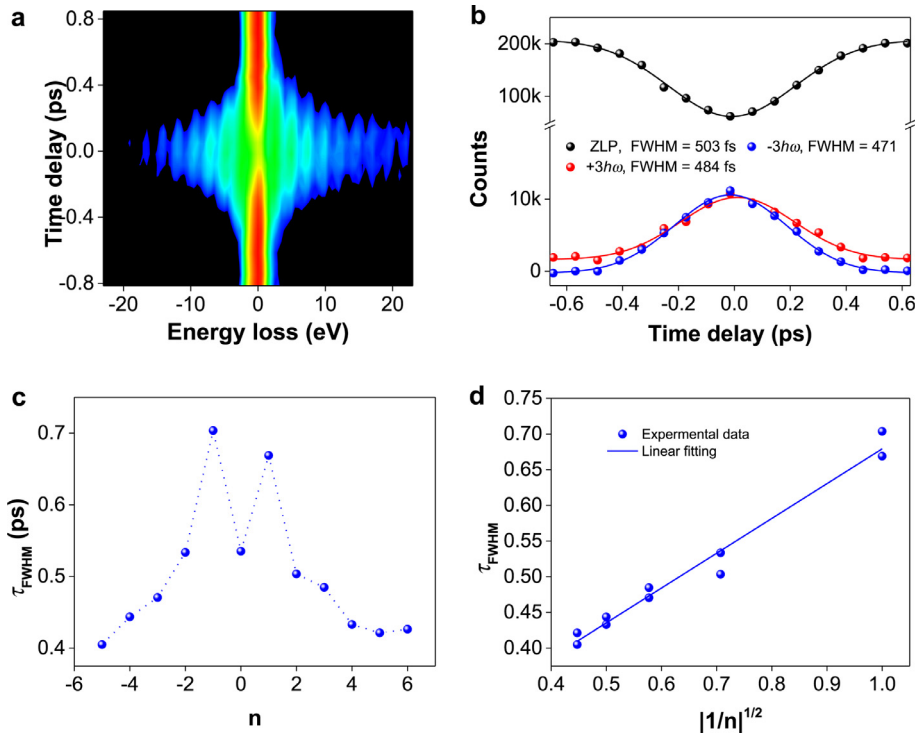 a
Time delay (ps)
0.8
0.4
0.0
-0.4
-0.8
-20 -10 0 10 20
Energy loss (eV)
b
Counts
200k
100k
10k
0
ZLP, FWHM = 503 fs
-3ħω, FWHM = 471
+3ħω, FWHM = 484 fs
-0.6 -0.4 -0.2 0.0 0.2 0.4 0.6
Time delay (ps)
c
τFWHM (ps)
0.7
0.6
0.5
0.4
-6 -4 -2 0 2 4 6
n
d
τFWHM
0.75
0.70
0.65
0.60
0.55
0.50
0.45
0.40
Expermental data
Linear fitting
0.4 0.5 0.6 0.7 0.8 0.9 1.0
|1/n|^1/2